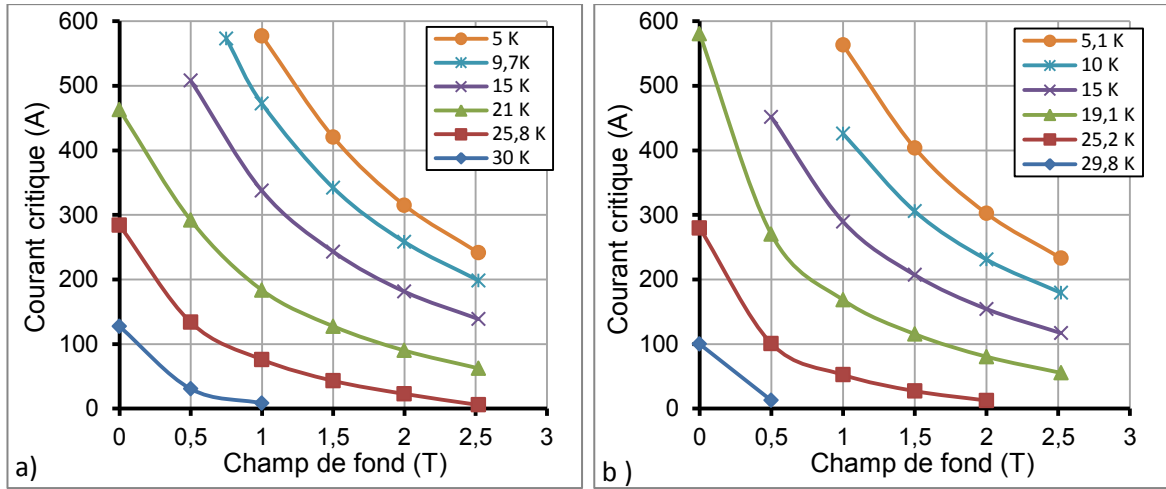 600
500
400
300
200
100
0
Courant critique (A)
5 K
9,7K
15 K
21 K
25,8 K
30 K
0 0,5 1 1,5 2 2,5 3
Champ de fond (T)
a)
600
500
400
300
200
100
0
Courant critique (A)
5,1 K
10 K
15 K
19,1 K
25,2 K
29,8 K
0 0,5 1 1,5 2 2,5 3
Champ de fond (T)
b )